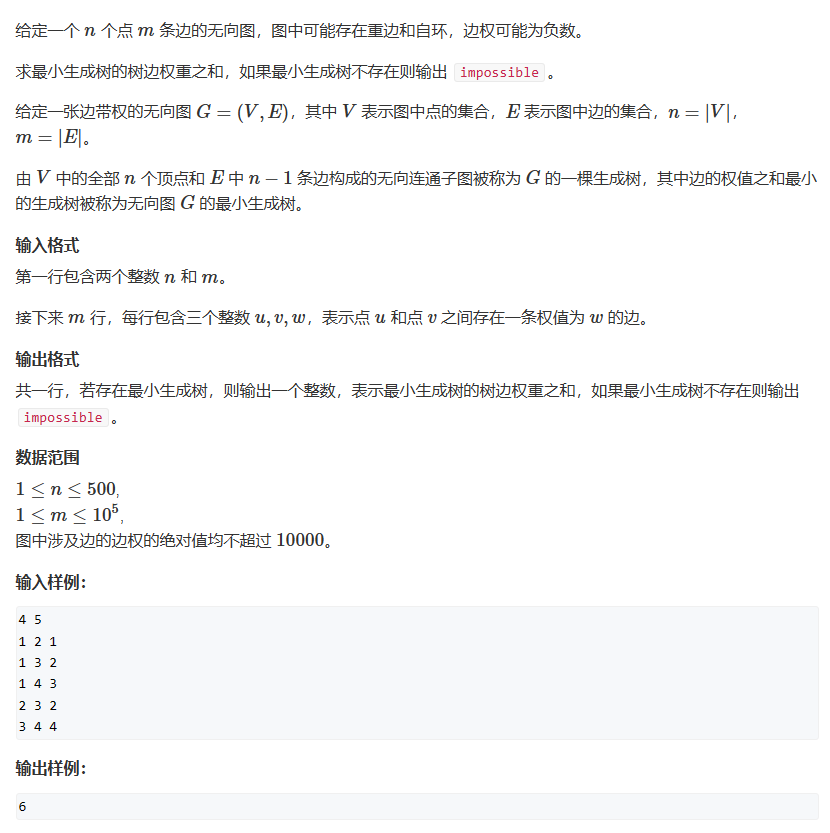 给定一个 n 个点 m 条边的无向图，图中可能存在重边和自环，边权可能为负数。
求最小生成树的树边权重之和，如果最小生成树不存在则输出 impossible 。
给定一张边带权的无向图 G = (V, E)，其中 V 表示图中点的集合，E 表示图中边的集合，n = |V|，
m = |E|。
由 V 中的全部 n 个顶点和 E 中 n − 1 条边构成的无向连通子图被称为 G 的一棵生成树，其中边的权值之和最小
的生成树被称为无向图 G 的最小生成树。
输入格式
第一行包含两个整数 n 和 m。
接下来 m 行，每行包含三个整数 u, v, w，表示点 u 和点 v 之间存在一条权值为 w 的边。
输出格式
共一行，若存在最小生成树，则输出一个整数，表示最小生成树的树边权重之和，如果最小生成树不存在则输出
impossible 。
数据范围
1 ≤ n ≤ 500,
1 ≤ m ≤ 10⁵,
图中涉及边的边权的绝对值均不超过 10000。
输入样例：
4 5
1 2 1
1 3 2
1 4 3
2 3 2
3 4 4
输出样例：
6